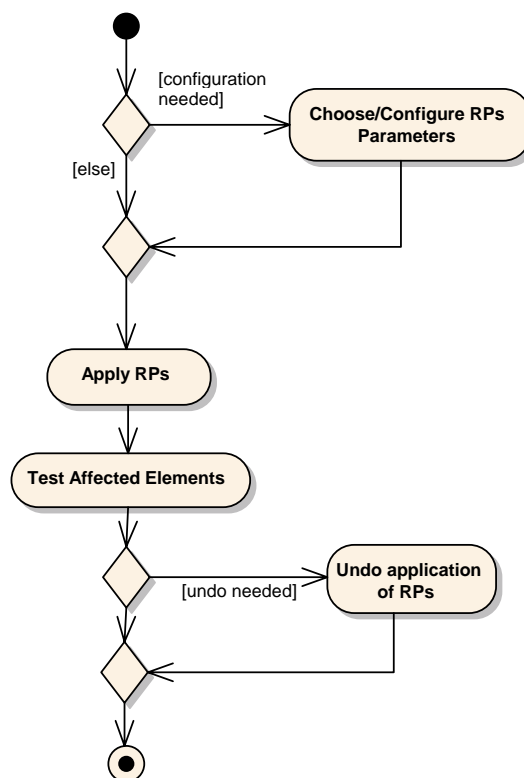 [configuration
needed]
Choose/Configure RPs
Parameters
[else]
Apply RPs
Test Affected Elements
[undo needed]
Undo application
of RPs